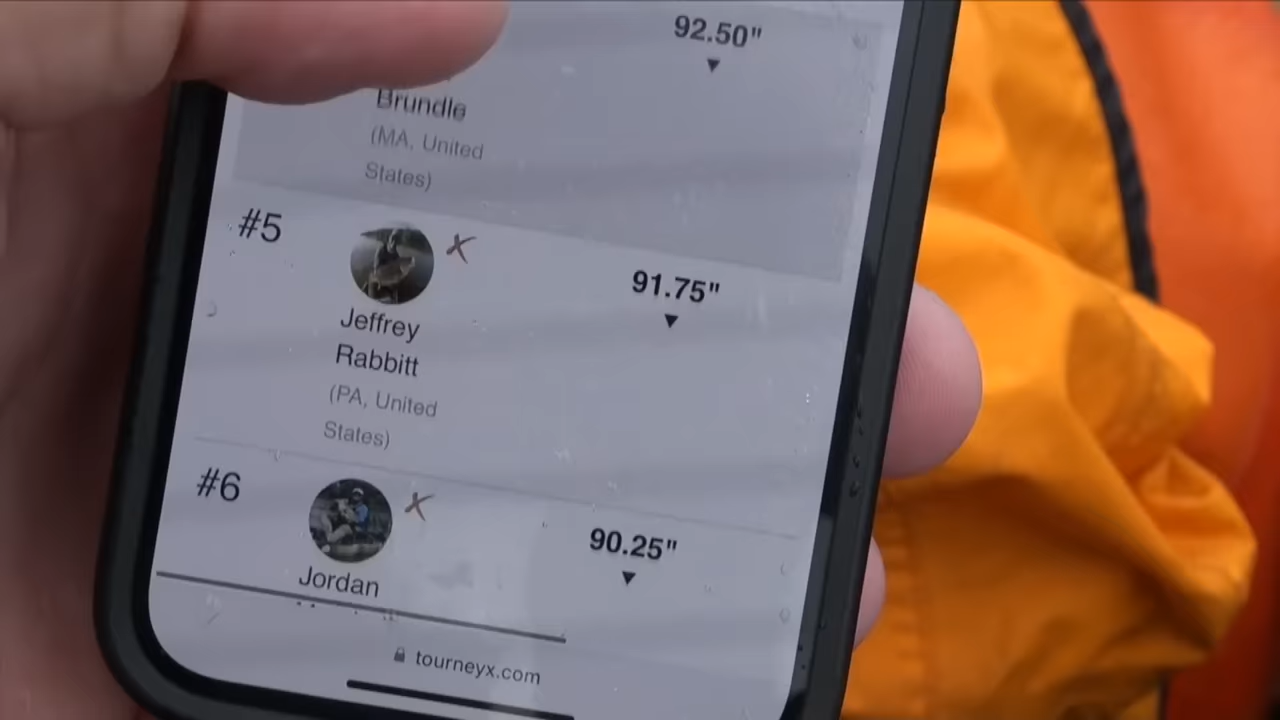 92.50"
Brundle
(MA, United
States)
#5
91.75"
Jeffrey
Rabbitt
(PA, United
States)
#6
90.25"
Jordan
tourneyx.com